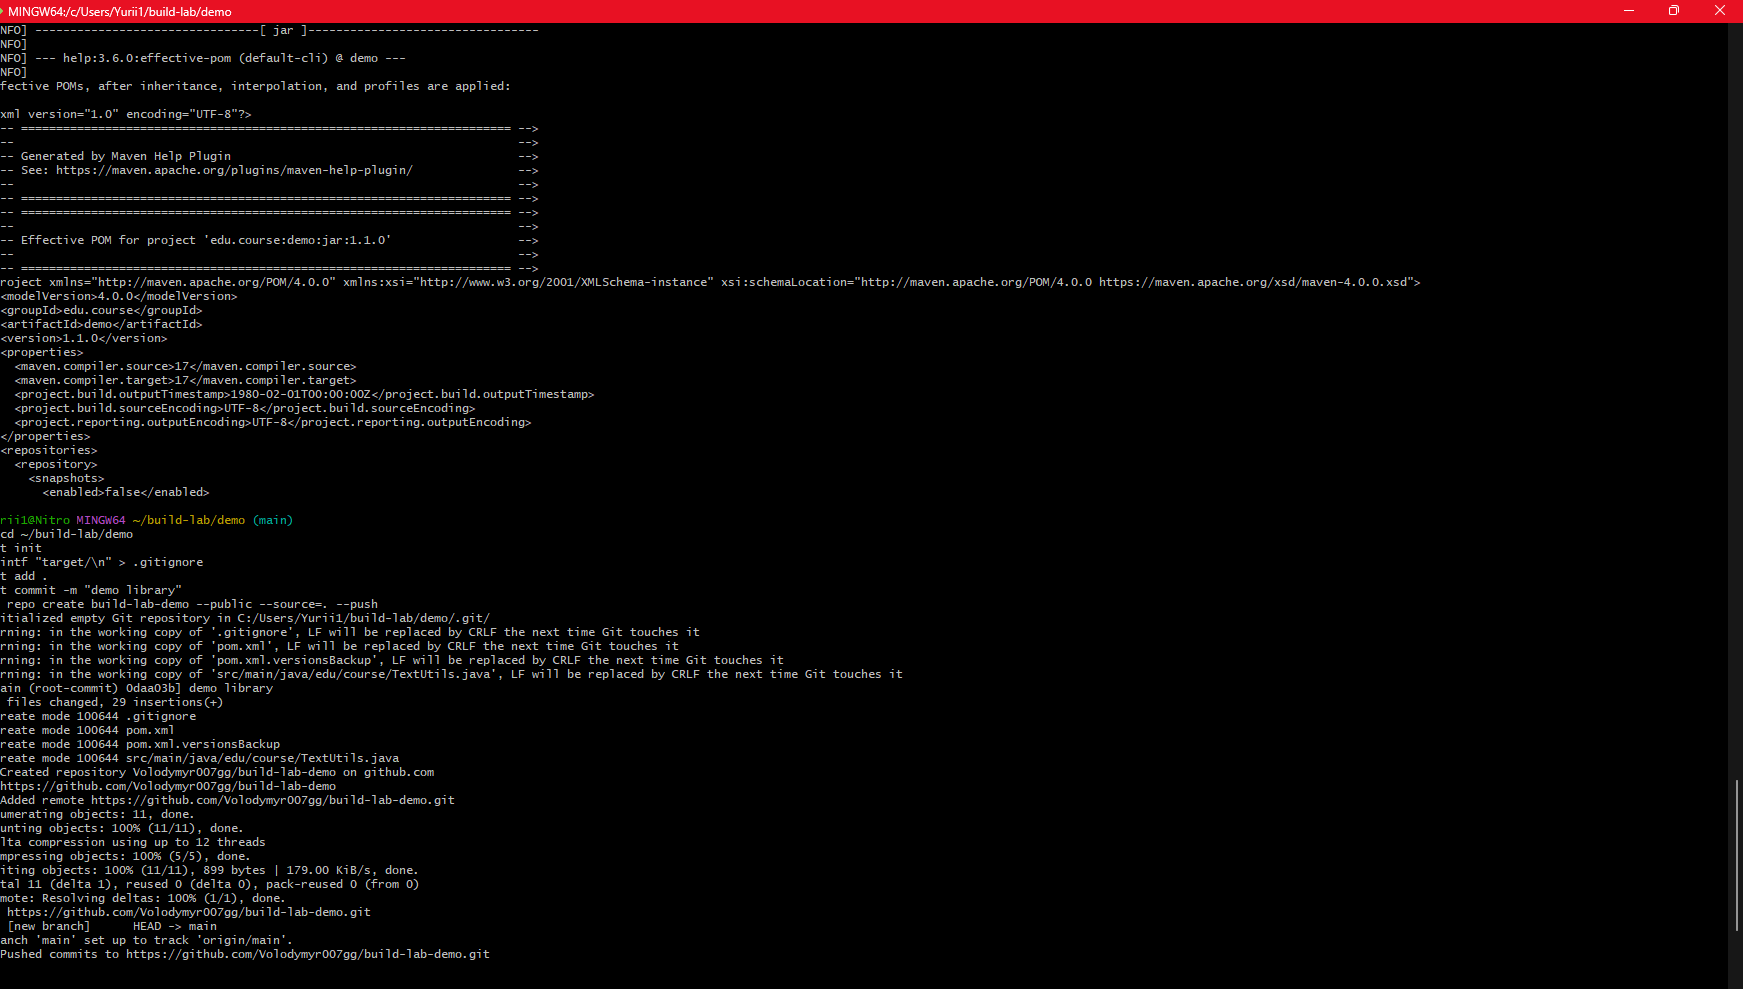 MINGW64:/c/Users/Yurii1/build-lab/demo
NFO] --------------------------------[ jar ]---------------------------------
NFO]
NFO] --- help:3.6.0:effective-pom (default-cli) @ demo ---
NFO]
fective POMs, after inheritance, interpolation, and profiles are applied:
xml version="1.0" encoding="UTF-8"?>
-- ====================================================================== -->
--                                                                        -->
-- Generated by Maven Help Plugin                                         -->
-- See: https://maven.apache.org/plugins/maven-help-plugin/               -->
--                                                                        -->
-- ====================================================================== -->
-- ====================================================================== -->
--                                                                        -->
-- Effective POM for project 'edu.course:demo:jar:1.1.0'                  -->
--                                                                        -->
-- ====================================================================== -->
roject xmlns="http://maven.apache.org/POM/4.0.0" xmlns:xsi="http://www.w3.org/2001/XMLSchema-instance" xsi:schemaLocation="http://maven.apache.org/POM/4.0.0 https://maven.apache.org/xsd/maven-4.0.0.xsd">
<modelVersion>4.0.0</modelVersion>
<groupId>edu.course</groupId>
<artifactId>demo</artifactId>
<version>1.1.0</version>
<properties>
  <maven.compiler.source>17</maven.compiler.source>
  <maven.compiler.target>17</maven.compiler.target>
  <project.build.outputTimestamp>1980-02-01T00:00:00Z</project.build.outputTimestamp>
  <project.build.sourceEncoding>UTF-8</project.build.sourceEncoding>
  <project.reporting.outputEncoding>UTF-8</project.reporting.outputEncoding>
</properties>
<repositories>
  <repository>
    <snapshots>
      <enabled>false</enabled>
rii1@Nitro MINGW64 ~/build-lab/demo (main)
cd ~/build-lab/demo
t init
intf "target/\n" > .gitignore
t add .
t commit -m "demo library"
 repo create build-lab-demo --public --source=. --push
itialized empty Git repository in C:/Users/Yurii1/build-lab/demo/.git/
rning: in the working copy of '.gitignore', LF will be replaced by CRLF the next time Git touches it
rning: in the working copy of 'pom.xml', LF will be replaced by CRLF the next time Git touches it
rning: in the working copy of 'pom.xml.versionsBackup', LF will be replaced by CRLF the next time Git touches it
rning: in the working copy of 'src/main/java/edu/course/TextUtils.java', LF will be replaced by CRLF the next time Git touches it
ain (root-commit) 0daa03b] demo library
 files changed, 29 insertions(+)
reate mode 100644 .gitignore
reate mode 100644 pom.xml
reate mode 100644 pom.xml.versionsBackup
reate mode 100644 src/main/java/edu/course/TextUtils.java
Created repository Volodymyr007gg/build-lab-demo on github.com
https://github.com/Volodymyr007gg/build-lab-demo
Added remote https://github.com/Volodymyr007gg/build-lab-demo.git
umerating objects: 11, done.
unting objects: 100% (11/11), done.
lta compression using up to 12 threads
mpressing objects: 100% (5/5), done.
iting objects: 100% (11/11), 899 bytes | 179.00 KiB/s, done.
tal 11 (delta 1), reused 0 (delta 0), pack-reused 0 (from 0)
mote: Resolving deltas: 100% (1/1), done.
 https://github.com/Volodymyr007gg/build-lab-demo.git
 [new branch]      HEAD -> main
anch 'main' set up to track 'origin/main'.
Pushed commits to https://github.com/Volodymyr007gg/build-lab-demo.git